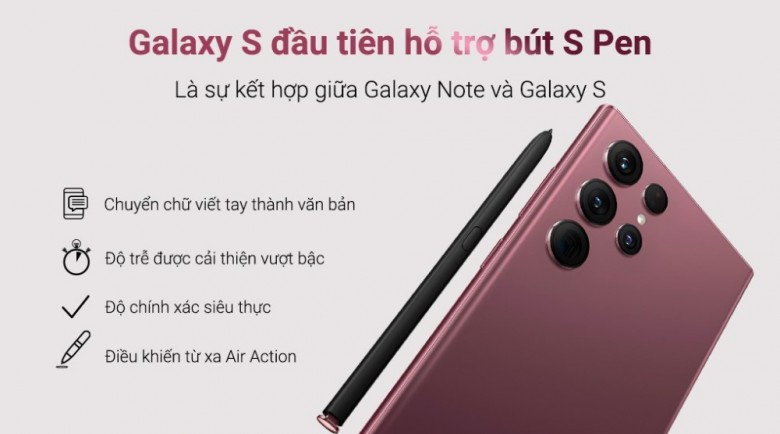 Galaxy S đầu tiên hỗ trợ bút S Pen
Là sự kết hợp giữa Galaxy Note và Galaxy S
Chuyển chữ viết tay thành văn bản
Độ trễ được cải thiện vượt bậc
Độ chính xác siêu thực
Điều khiển từ xa Air Action